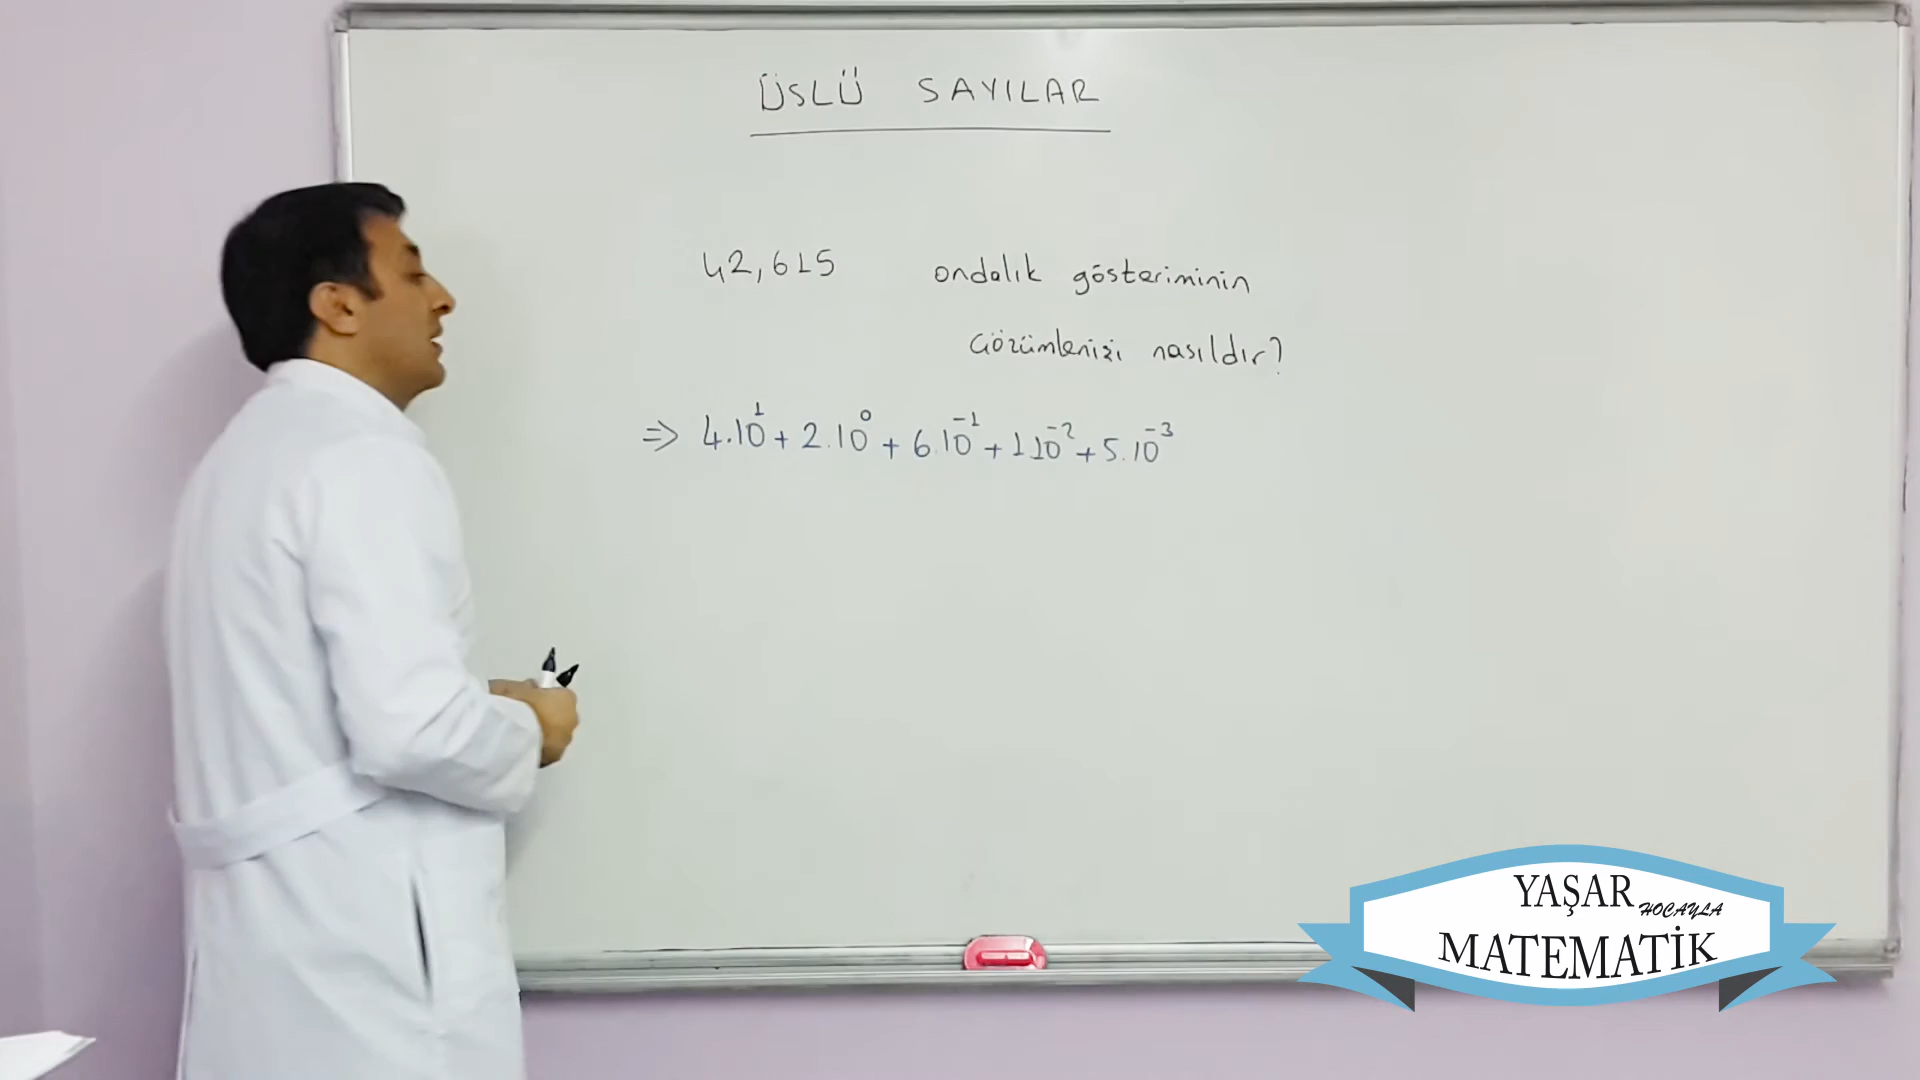 ÜSLÜ SAYILAR
42,615 ondalık gösteriminin
çözümlenişi nasıldır?
⇒ 4.10¹ + 2.10⁰ + 6.10⁻¹ + 1.10⁻² + 5.10⁻³
YAŞAR HOCAYLA
MATEMATİK